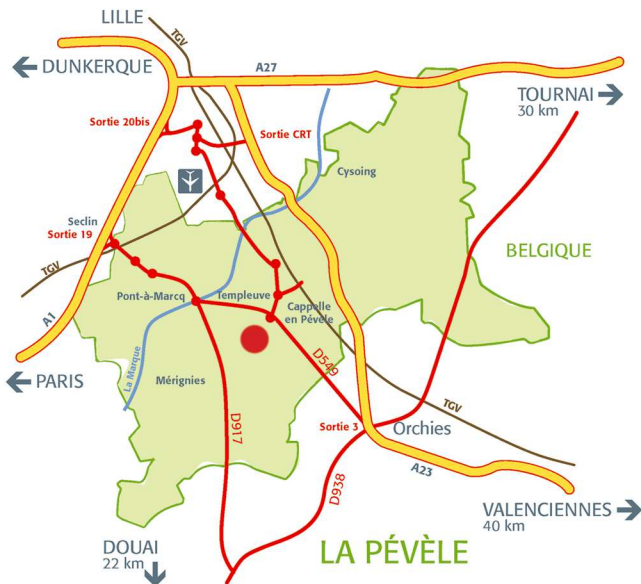 LILLE
TGV
DUNKERQUE
A27
TOURNAI
30 km
Sortie 20bis
Sortie CRT
Cysoing
Seclin
Sortie 19
BELGIQUE
TGV
Pont-à-Marcq
Templeuve
Cappelle
en Pévèle
A1
La Marque
D549
PARIS
Mérignies
TGV
D917
Sortie 3
Orchies
A23
D938
VALENCIENNES
40 km
DOUAI
22 km
LA PÉVÈLE